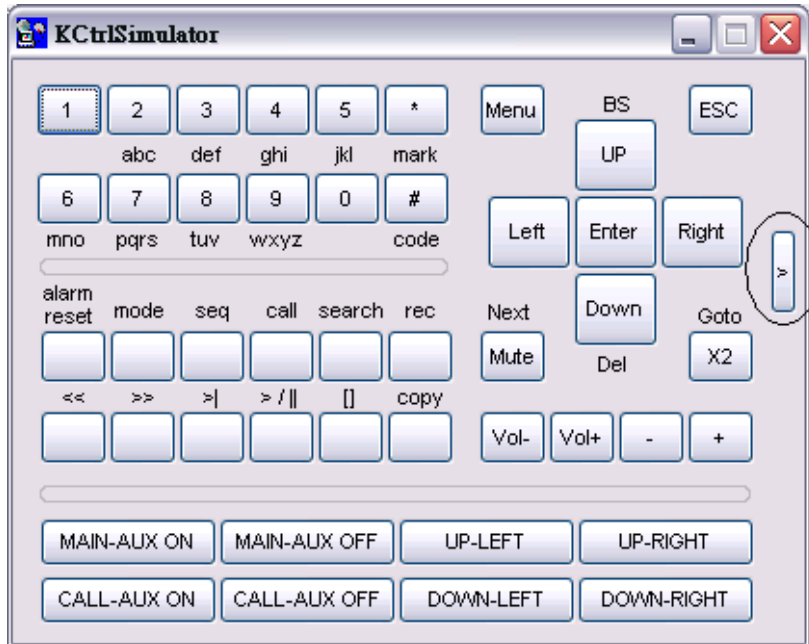 KCtrlSimulator
1 2 3 4 5 * Menu BS ESC
abc def ghi jkl mark UP
6 7 8 9 0 # Left Enter Right
mno pqrs tuv wxyz code >
alarm
reset mode seq call search rec Next Down Goto
Mute Del X2
<< >> >| > / || [] copy
Vol- Vol+ - +
MAIN-AUX ON MAIN-AUX OFF UP-LEFT UP-RIGHT
CALL-AUX ON CALL-AUX OFF DOWN-LEFT DOWN-RIGHT